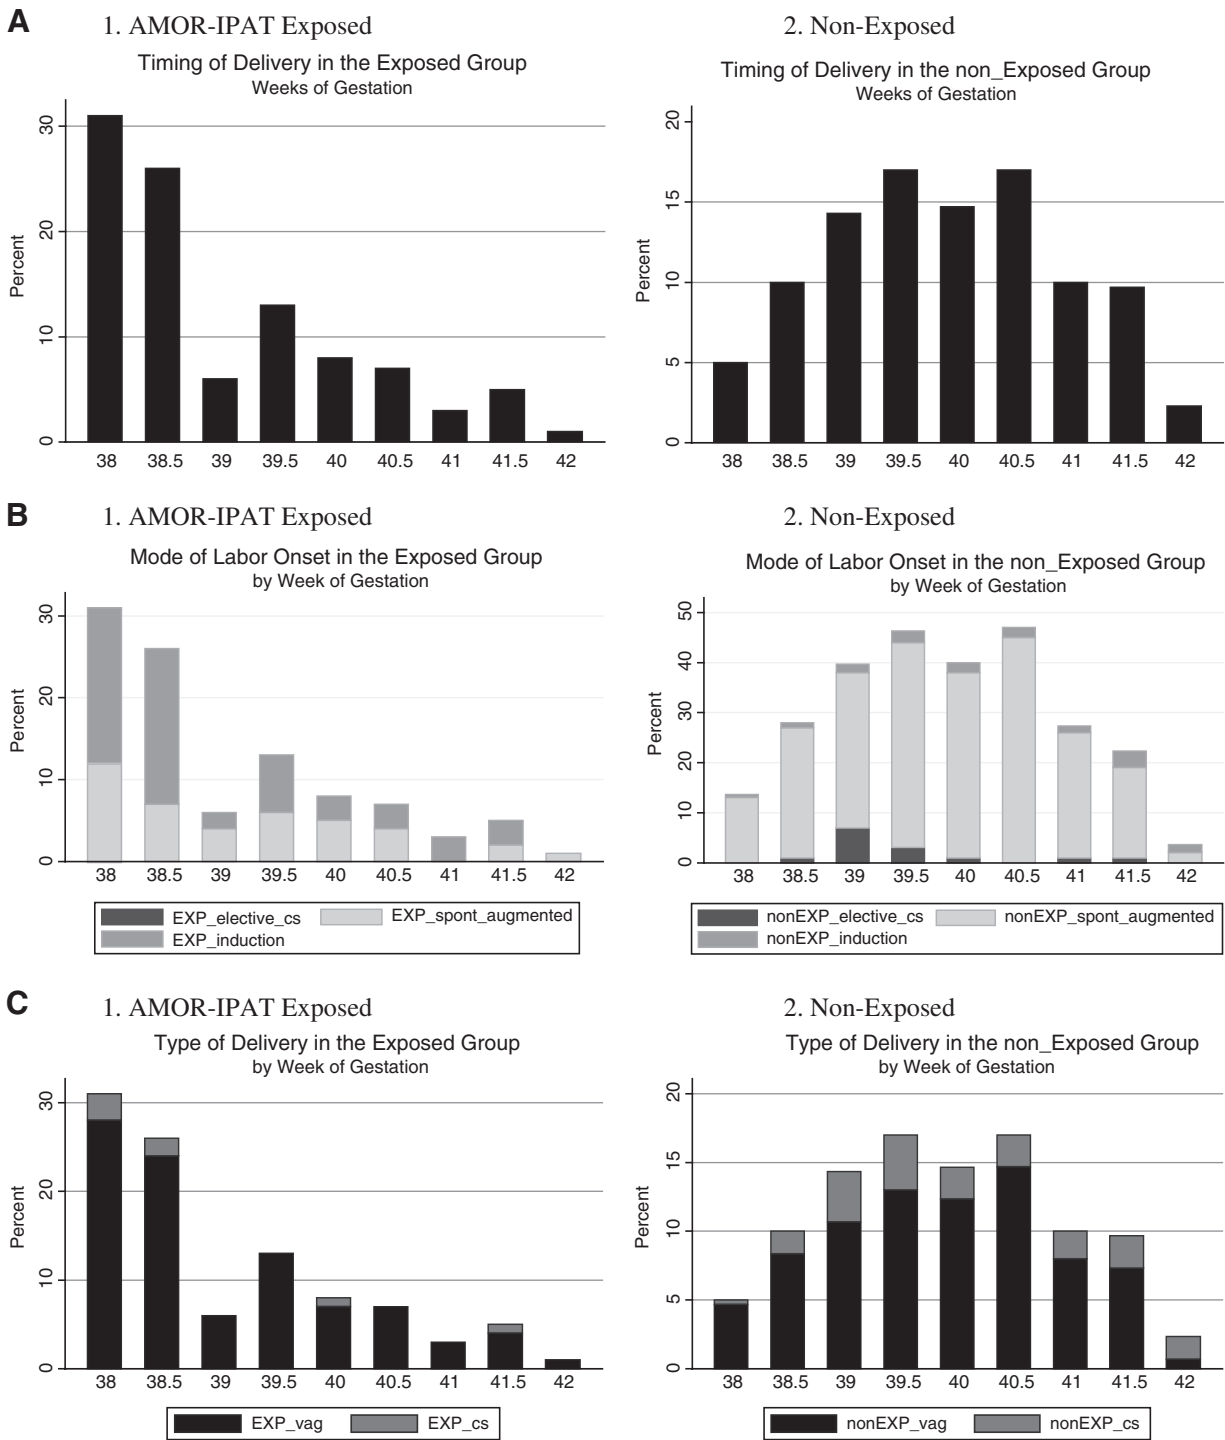 A
1. AMOR-IPAT Exposed
Timing of Delivery in the Exposed Group
Weeks of Gestation
Percent
30
20
10
0
38 38.5 39 39.5 40 40.5 41 41.5 42
2. Non-Exposed
Timing of Delivery in the non_Exposed Group
Weeks of Gestation
Percent
20
15
10
5
0
38 38.5 39 39.5 40 40.5 41 41.5 42
B
1. AMOR-IPAT Exposed
Mode of Labor Onset in the Exposed Group
by Week of Gestation
Percent
30
20
10
0
38 38.5 39 39.5 40 40.5 41 41.5 42
EXP_elective_cs EXP_spont_augmented
EXP_induction
2. Non-Exposed
Mode of Labor Onset in the non_Exposed Group
by Week of Gestation
Percent
50
40
30
20
10
0
38 38.5 39 39.5 40 40.5 41 41.5 42
nonEXP_elective_cs nonEXP_spont_augmented
nonEXP_induction
C
1. AMOR-IPAT Exposed
Type of Delivery in the Exposed Group
by Week of Gestation
Percent
30
20
10
0
38 38.5 39 39.5 40 40.5 41 41.5 42
EXP_vag EXP_cs
2. Non-Exposed
Type of Delivery in the non_Exposed Group
by Week of Gestation
Percent
20
15
10
5
0
38 38.5 39 39.5 40 40.5 41 41.5 42
nonEXP_vag nonEXP_cs